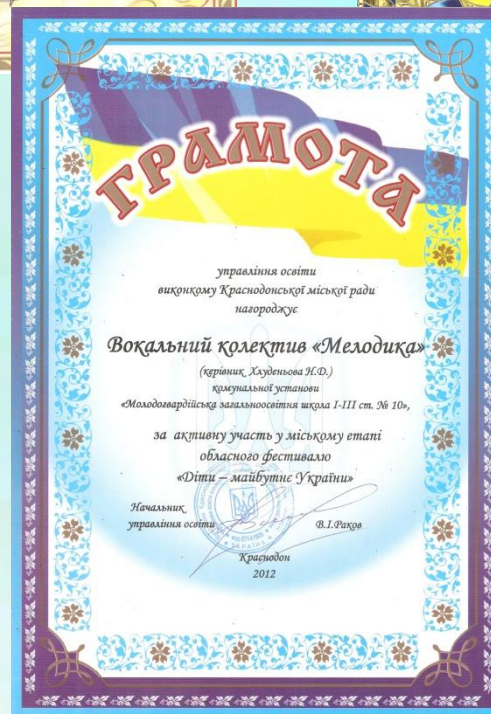 ГРАМОТА
управління освіти
виконкому Краснодонської міської ради
нагороджує
Вокальний колектив «Мелодика»
(керівник Хлуденьова Н.О.)
комунальної установи
«Молодогвардійська загальноосвітня школа І-ІІІ ст. № 10»,
за активну участь у міському етапі
обласного фестивалю
«Діти – майбутнє України»
Начальник
управління освіти В.І.Раков
Краснодон
2012